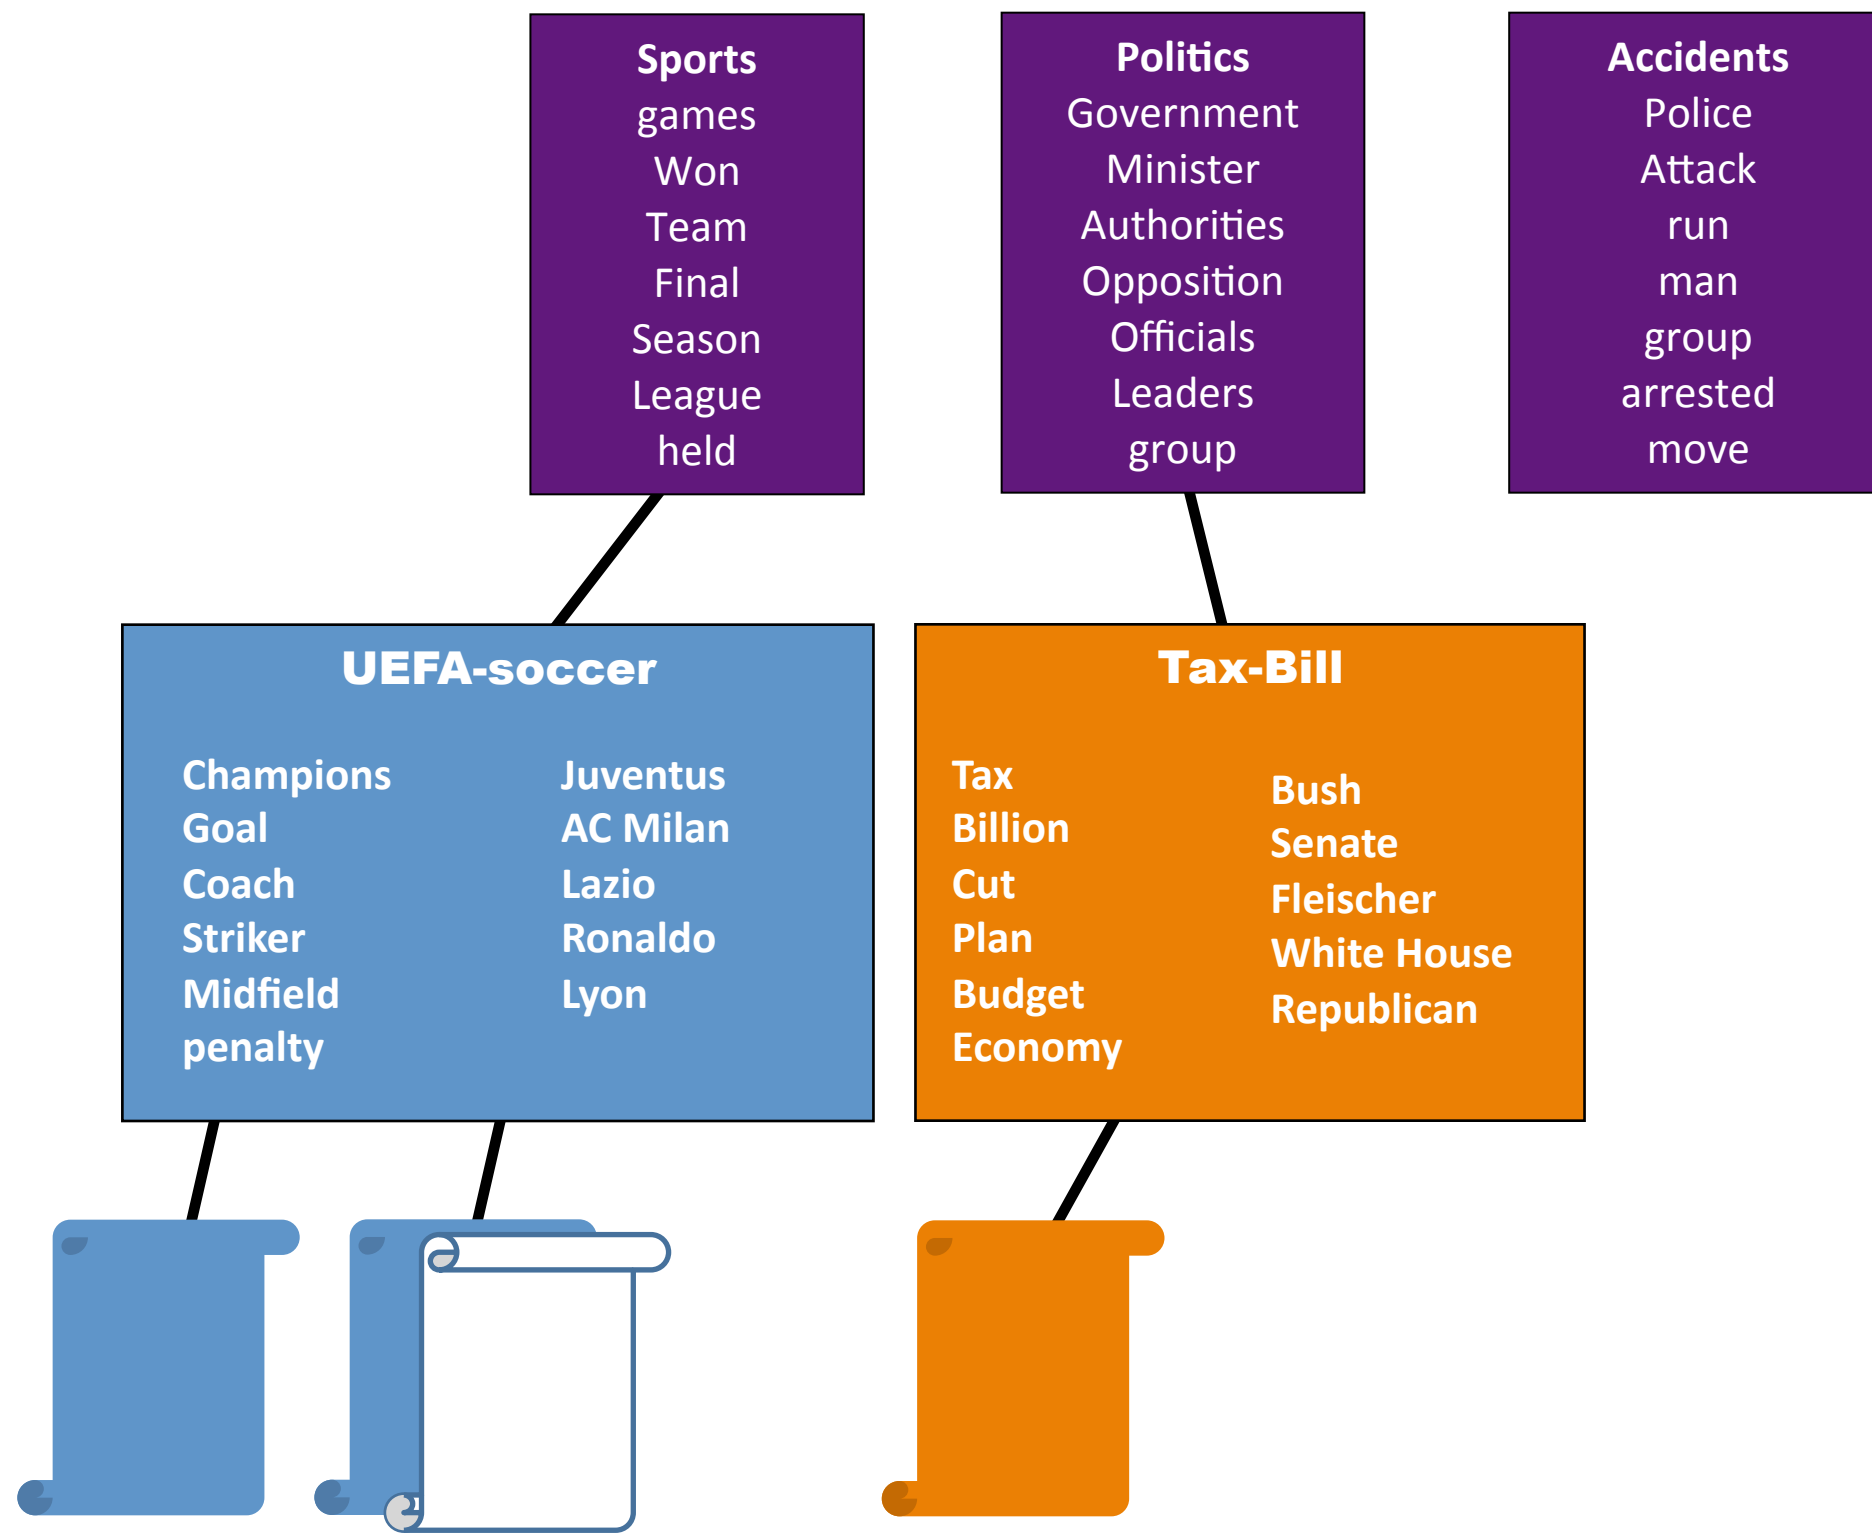 Sports
games
Won
Team
Final
Season
League
held
Politics
Government
Minister
Authorities
Opposition
Officials
Leaders
group
Accidents
Police
Attack
run
man
group
arrested
move
UEFA-soccer
Champions
Goal
Coach
Striker
Midfield
penalty
Juventus
AC Milan
Lazio
Ronaldo
Lyon
Tax-Bill
Tax
Billion
Cut
Plan
Budget
Economy
Bush
Senate
Fleischer
White House
Republican